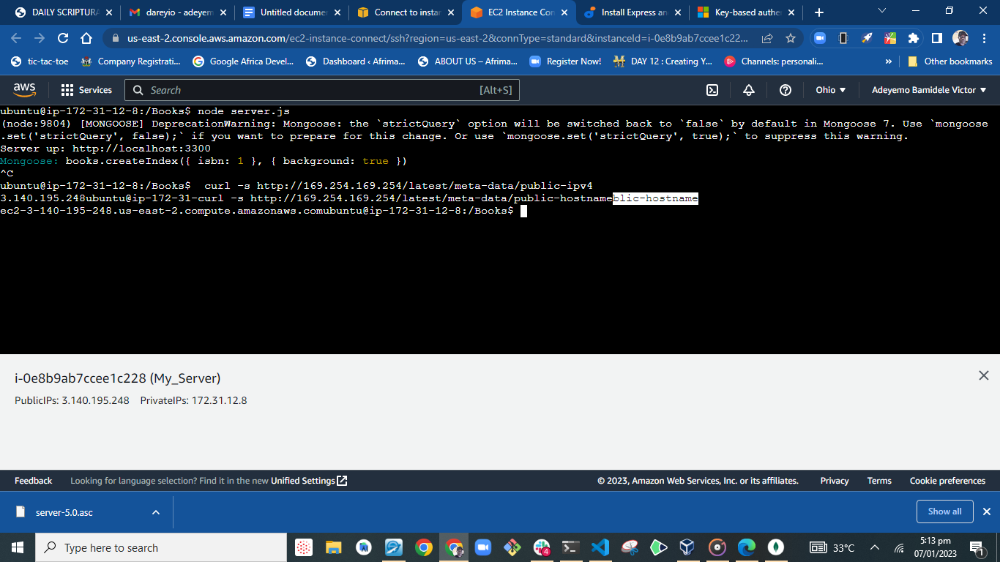 DAILY SCRIPTURA
dareyio - adeyem
Untitled docume
Connect to instan
EC2 Instance Con
Install Express an
Key-based authe
us-east-2.console.aws.amazon.com/ec2-instance-connect/ssh?region=us-east-2&connType=standard&instanceId=i-0e8b9ab7ccee1c22...
tic-tac-toe
Company Registrati...
Google Africa Devel...
Dashboard ‹ Afrima...
ABOUT US – Afrima...
Register Now!
DAY 12 : Creating Y...
Channels: personali...
»
Other bookmarks
aws
Services
Search
[Alt+S]
Ohio
Adeyemo Bamidele Victor
ubuntu@ip-172-31-12-8:/Books$ node server.js
(node:9804) [MONGOOSE] DeprecationWarning: Mongoose: the `strictQuery` option will be switched back to `false` by default in Mongoose 7. Use `mongoose
.set('strictQuery', false);` if you want to prepare for this change. Or use `mongoose.set('strictQuery', true);` to suppress this warning.
Server up: http://localhost:3300
Mongoose: books.createIndex({ isbn: 1 }, { background: true })
^C
ubuntu@ip-172-31-12-8:/Books$  curl -s http://169.254.169.254/latest/meta-data/public-ipv4
3.140.195.248ubuntu@ip-172-31-curl -s http://169.254.169.254/latest/meta-data/public-hostnameblic-hostname
ec2-3-140-195-248.us-east-2.compute.amazonaws.comubuntu@ip-172-31-12-8:/Books$
i-0e8b9ab7ccee1c228 (My_Server)
PublicIPs: 3.140.195.248 PrivateIPs: 172.31.12.8
Feedback
Looking for language selection? Find it in the new Unified Settings
© 2023, Amazon Web Services, Inc. or its affiliates.
Privacy
Terms
Cookie preferences
server-5.0.asc
Show all
Type here to search
4
33°C
5:13 pm
07/01/2023
1